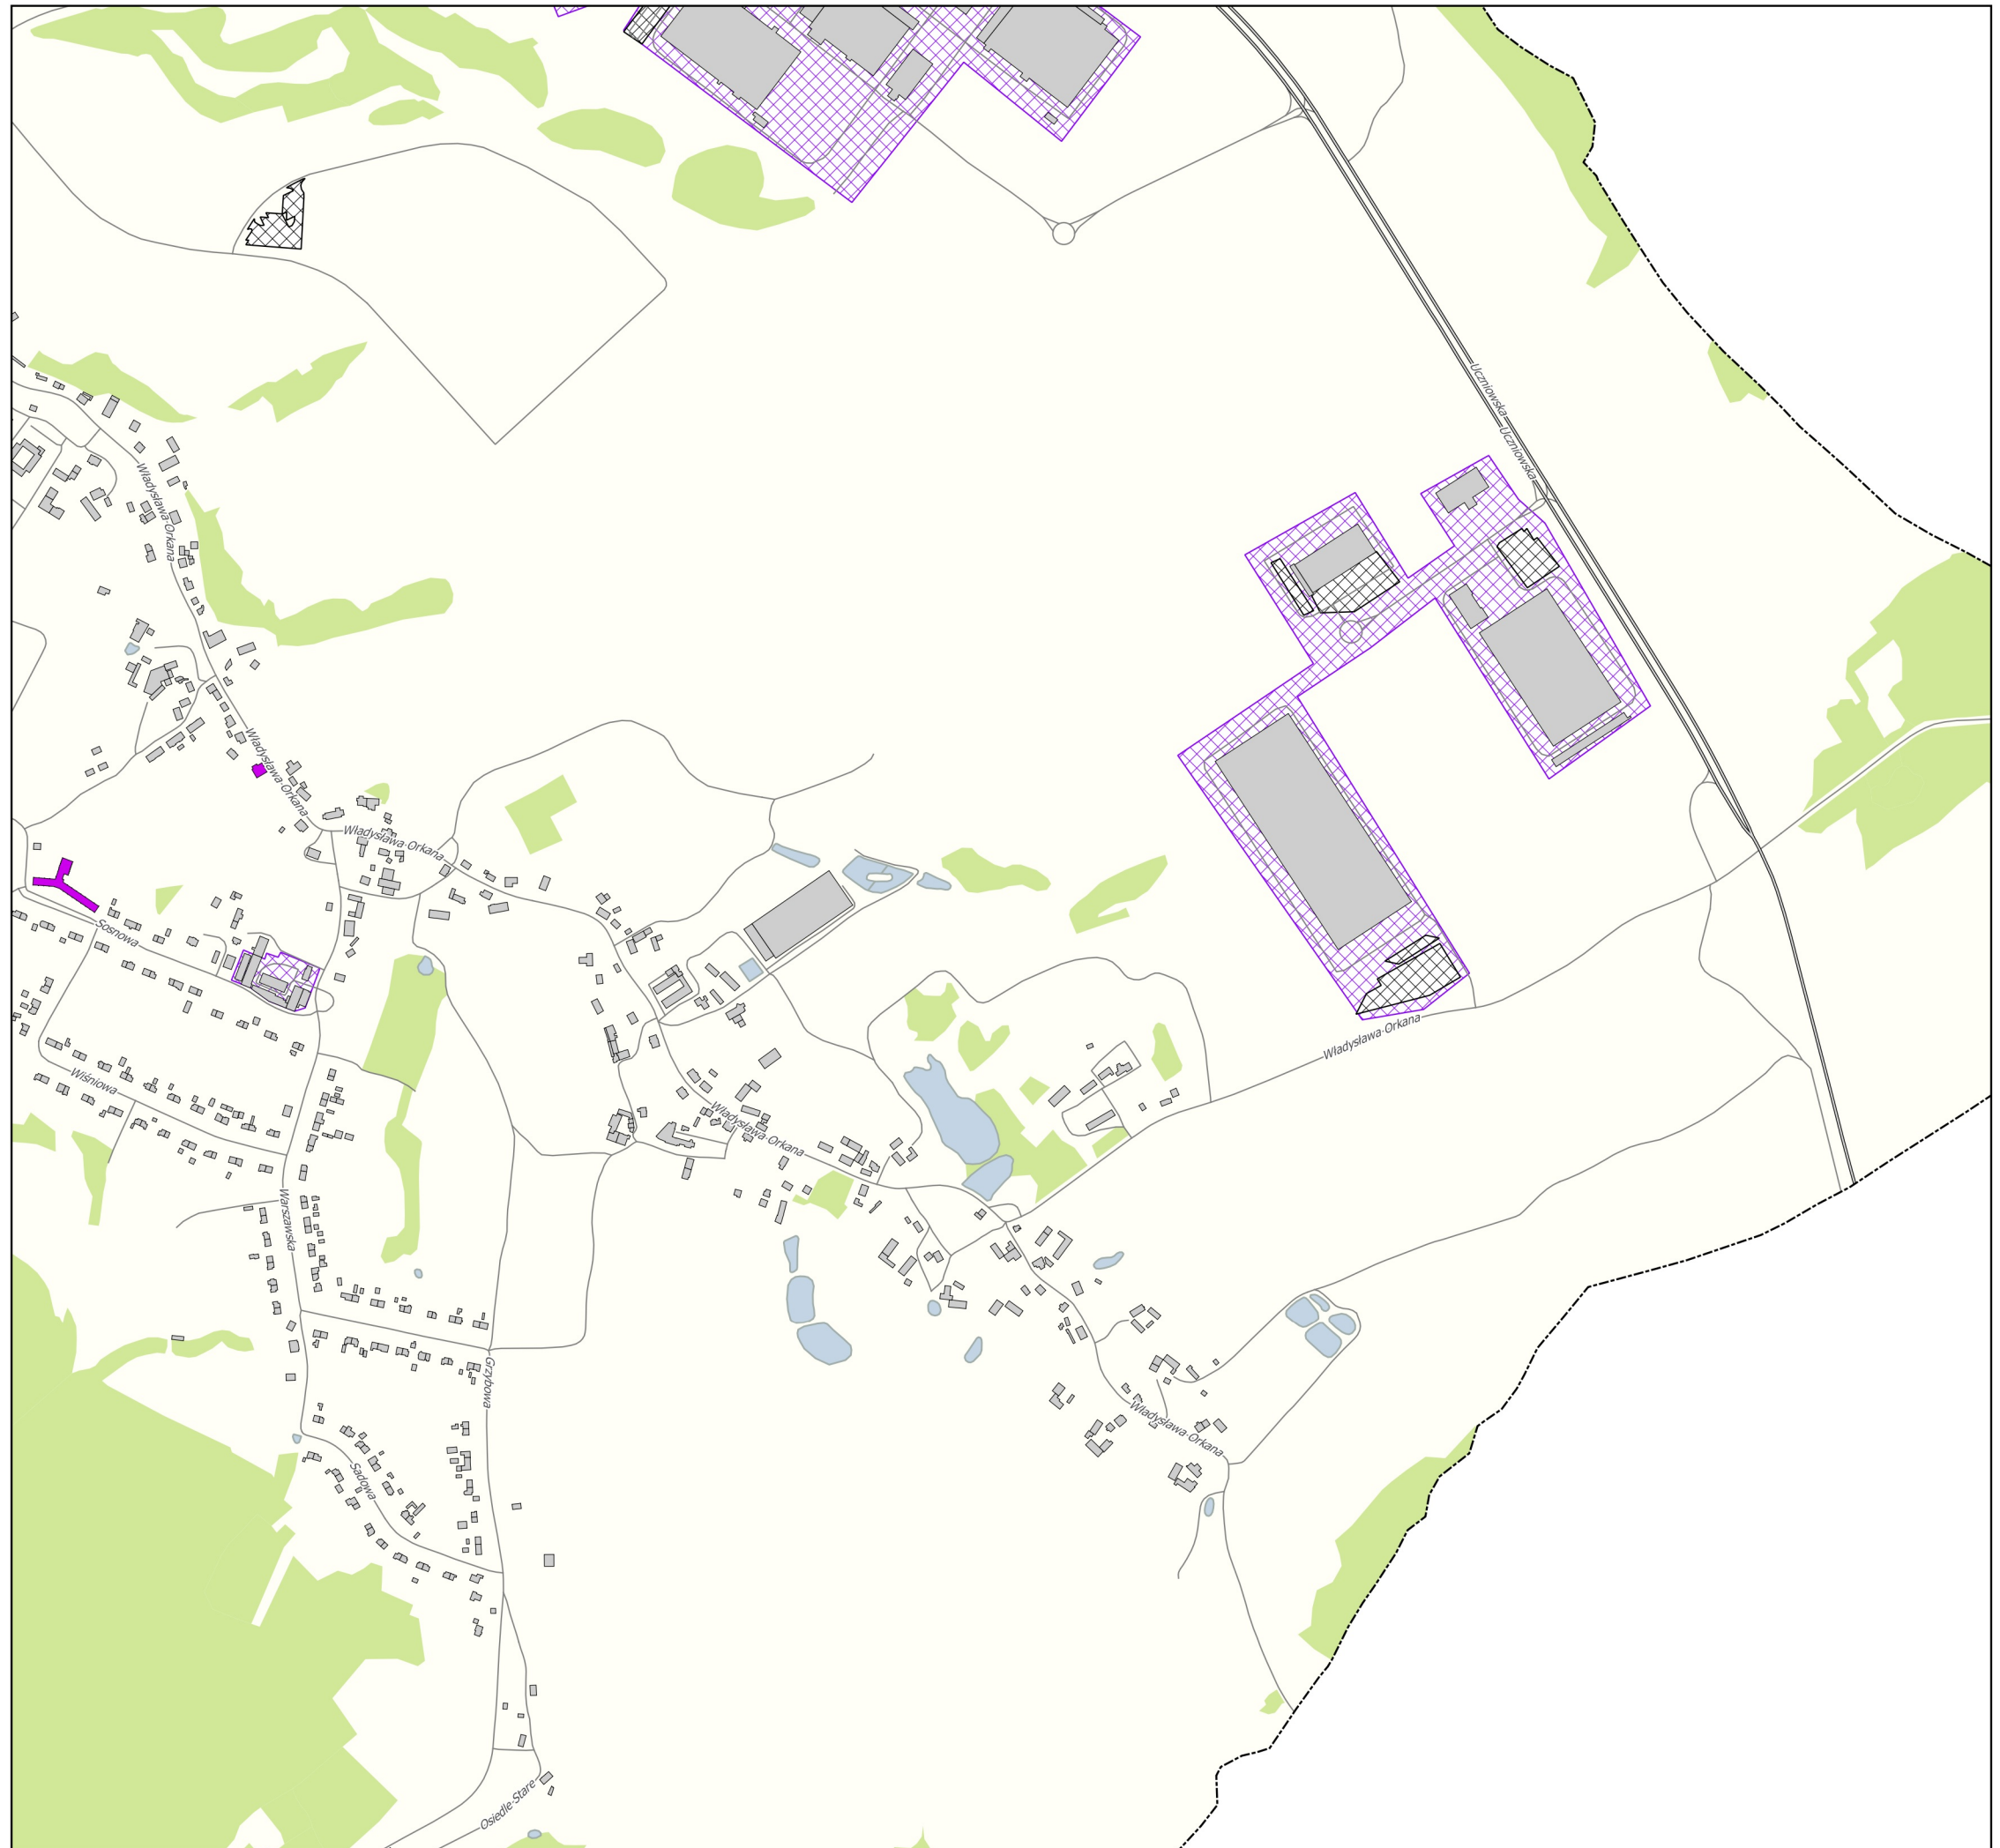 Uczniowska
Uczniowska
Władysława·Orkana
Władysława·Orkana
Władysława·Orkana
Sosnowa
Władysława·Orkana
Wiśniowa
Władysława·Orkana
Warszawska
Grzybowa
Władysława·Orkana
Sadowa
Osiedle·Stare